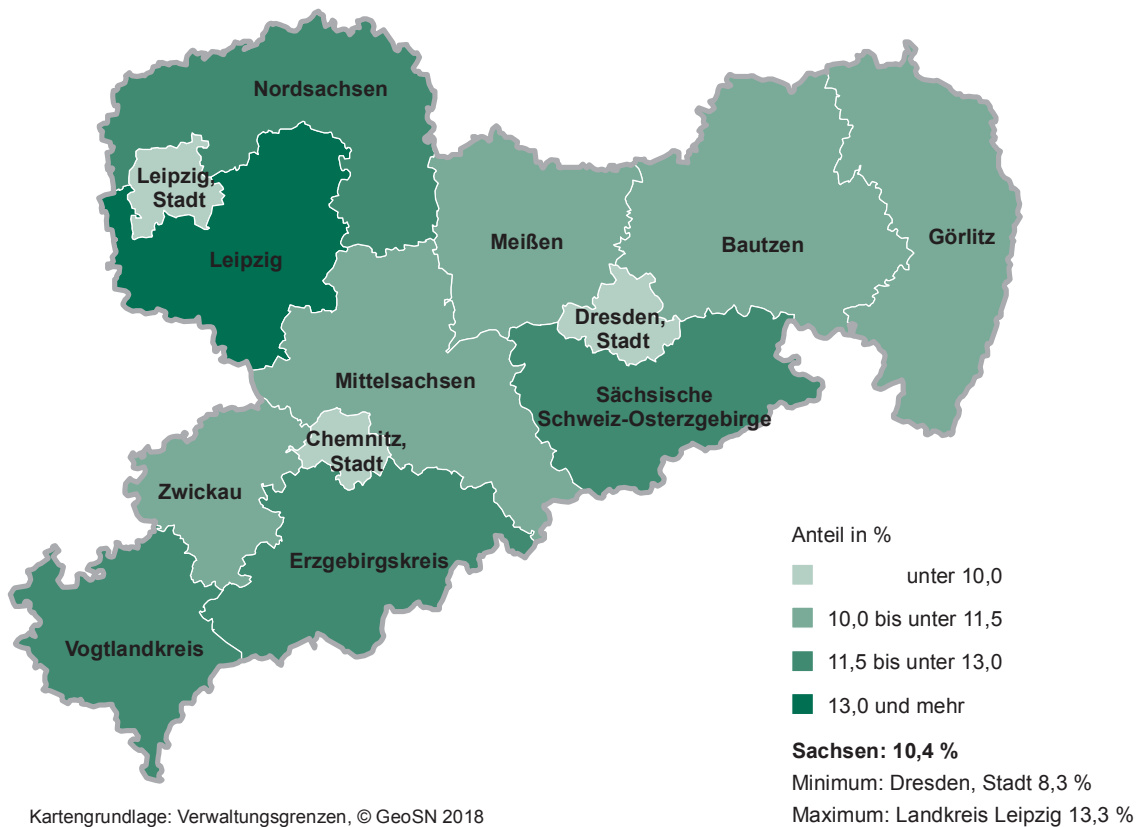 Nordsachsen
Leipzig,
Stadt
Leipzig
Meißen
Bautzen
Görlitz
Dresden,
Stadt
Mittelsachsen
Sächsische
Schweiz-Osterzgebirge
Chemnitz,
Stadt
Zwickau
Erzgebirgskreis
Vogtlandkreis
Anteil in %
unter 10,0
10,0 bis unter 11,5
11,5 bis unter 13,0
13,0 und mehr
Sachsen: 10,4 %
Minimum: Dresden, Stadt 8,3 %
Maximum: Landkreis Leipzig 13,3 %
Kartengrundlage: Verwaltungsgrenzen, © GeoSN 2018